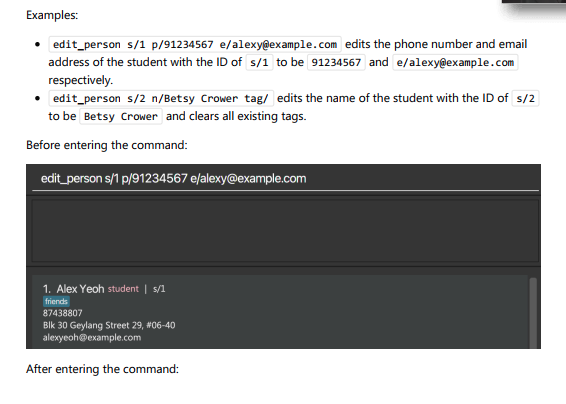 Examples:
• edit_person s/1 p/91234567 e/alexy@example.com edits the phone number and email
address of the student with the ID of s/1 to be 91234567 and e/alexy@example.com
respectively.
• edit_person s/2 n/Betsy Crower tag/ edits the name of the student with the ID of s/2
to be Betsy Crower and clears all existing tags.
Before entering the command:
edit_person s/1 p/91234567 e/alexy@example.com
1. Alex Yeoh student | s/1
friends
87438807
Blk 30 Geylang Street 29, #06-40
alexyeoh@example.com
After entering the command: